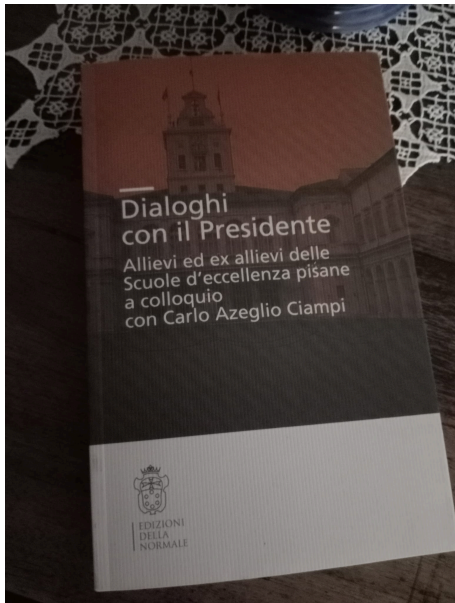 Dialoghi
con il Presidente
Allievi ed ex allievi delle
Scuole d'eccellenza pisane
a colloquio
con Carlo Azeglio Ciampi
EDIZIONI
DELLA
NORMALE